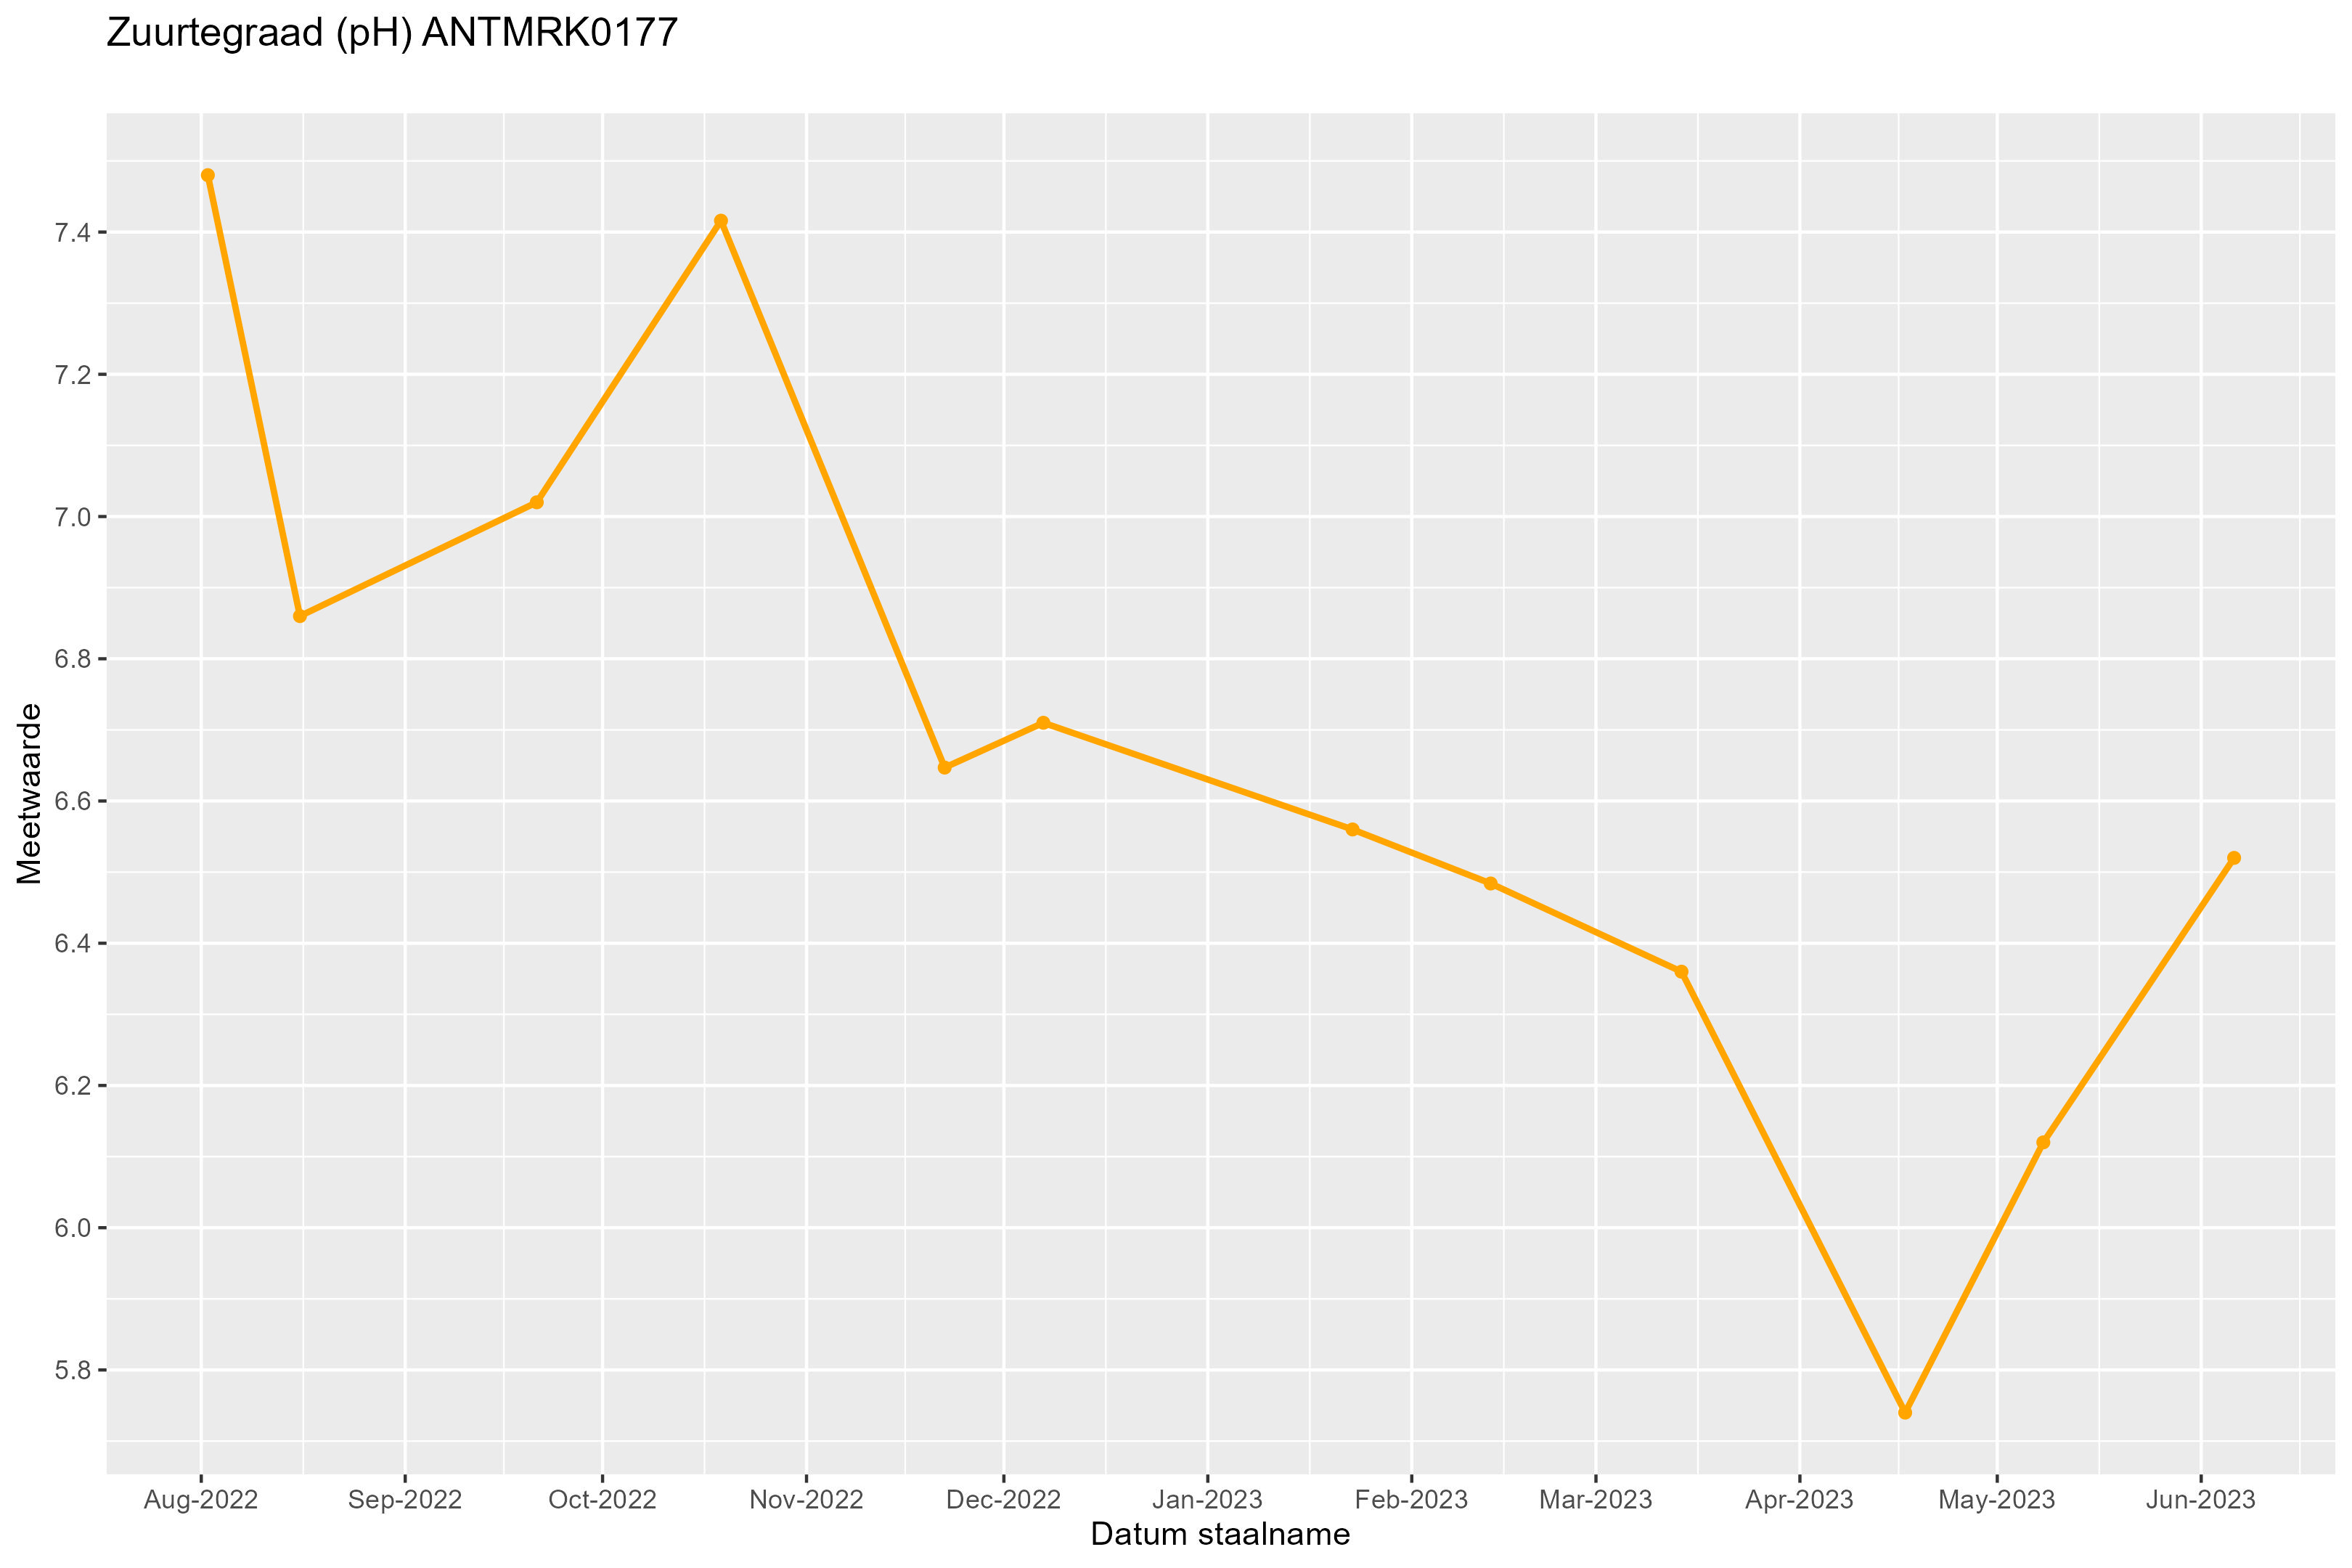 Zuurtegraad (pH) ANTMRK0177
Meetwaarde
7.4
7.2
7.0
6.8
6.6
6.4
6.2
6.0
5.8
Aug-2022 Sep-2022 Oct-2022 Nov-2022 Dec-2022 Jan-2023 Feb-2023 Mar-2023 Apr-2023 May-2023 Jun-2023
Datum staalname